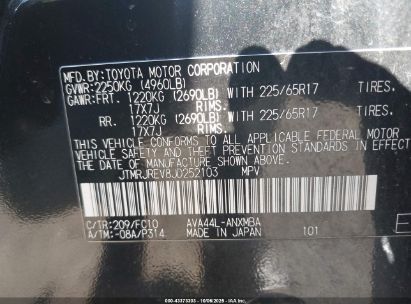 MFD.BY:TOYOTA MOTOR CORPORATION
GVWR:2250KG (4960LB)
GAWR:FRT. 1220KG (2690LB) WITH 225/65R17 TIRES,
17X7J RIMS.
RR. 1220KG (2690LB) WITH 225/65R17 TIRES,
17X7J RIMS.
THIS VEHICLE CONFORMS TO ALL APPLICABLE FEDERAL MOTOR
VEHICLE SAFETY AND THEFT PREVENTION STANDARDS IN EFFECT
ON THE DATE OF MANUFACTURE SHOWN ABOVE.
JTMRJREV8JD252103 MPV
C/TR:209/FC10 AVA44L-ANXMBA
A/TM:-08A/P314 MADE IN JAPAN 101